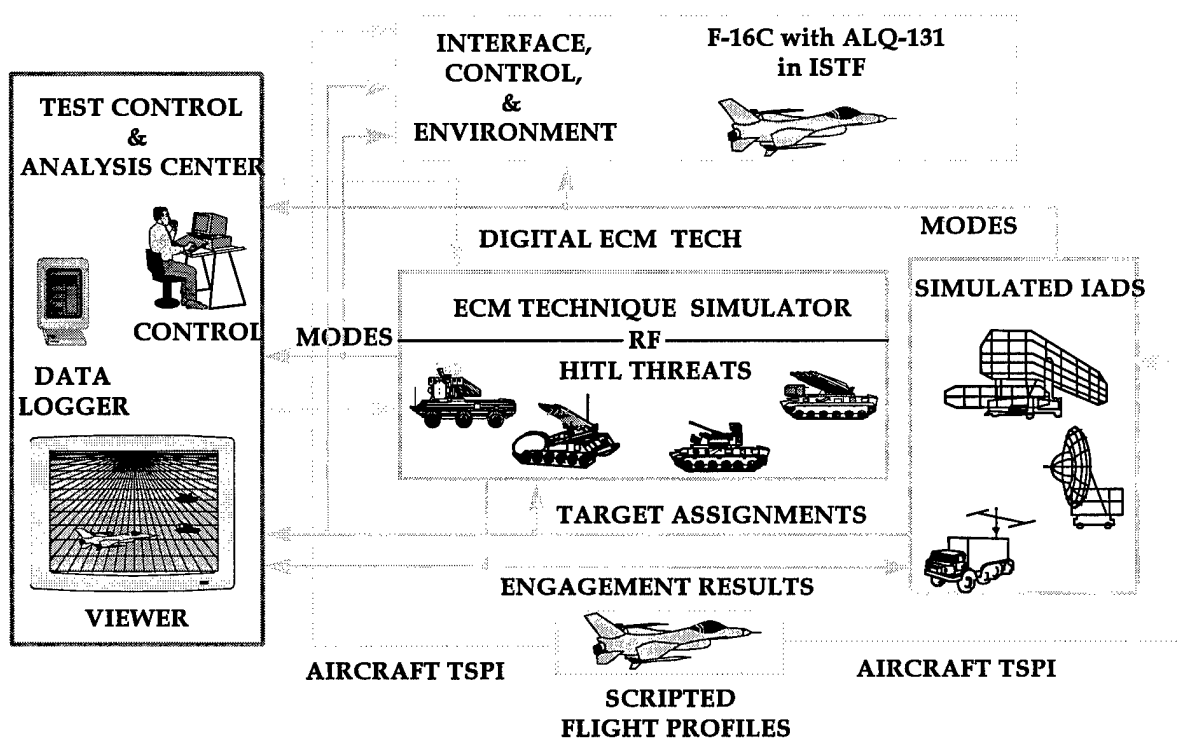 INTERFACE,
CONTROL,
&
ENVIRONMENT
F-16C with ALQ-131
in ISTF
TEST CONTROL
&
ANALYSIS CENTER
CONTROL
DATA
LOGGER
VIEWER
MODES
DIGITAL ECM TECH
MODES
ECM TECHNIQUE SIMULATOR
RF
HITL THREATS
SIMULATED IADS
TARGET ASSIGNMENTS
ENGAGEMENT RESULTS
AIRCRAFT TSPI
AIRCRAFT TSPI
SCRIPTED
FLIGHT PROFILES